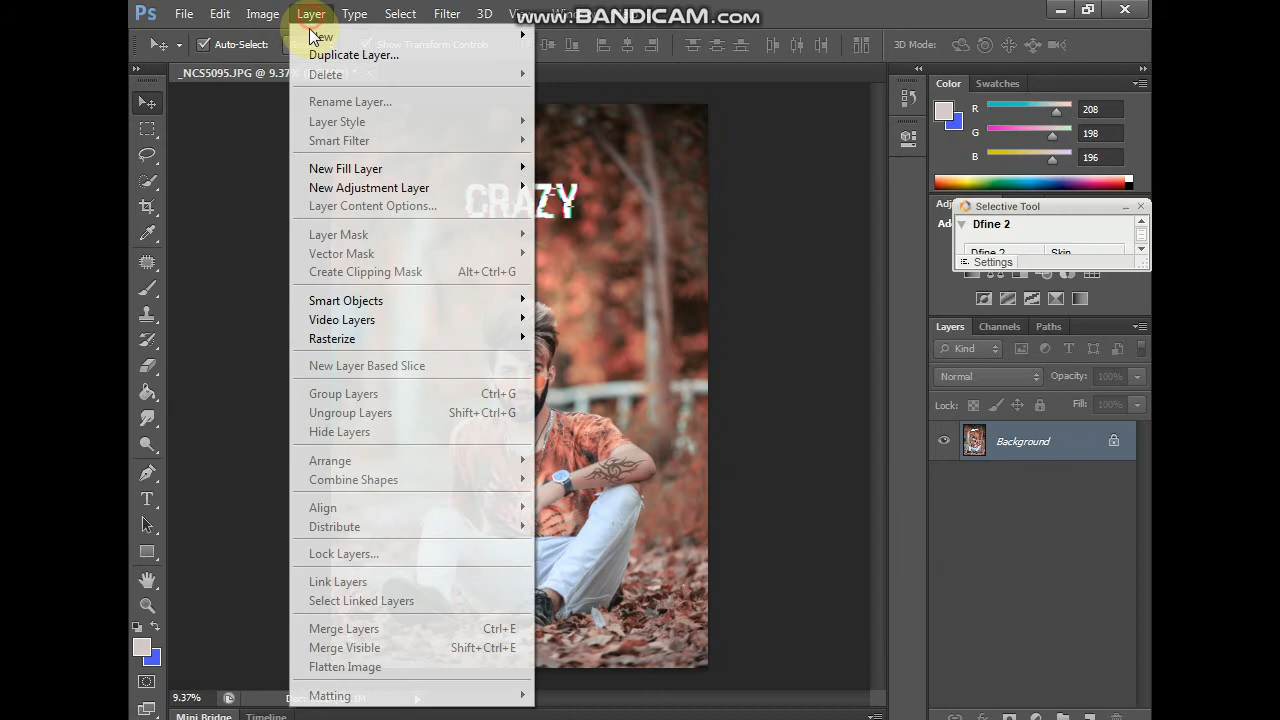 www.BANDICAM.com
Ps File Edit Image Layer Type Select Filter 3D
Auto-Select: Show Transform Controls 3D Mode:
_NCS5095.JPG @ 9.37%
New
Duplicate Layer...
Delete
Rename Layer...
Layer Style
Smart Filter
New Fill Layer
New Adjustment Layer
Layer Content Options...
Layer Mask
Vector Mask
Create Clipping Mask Alt+Ctrl+G
Smart Objects
Video Layers
Rasterize
New Layer Based Slice
Group Layers Ctrl+G
Ungroup Layers Shift+Ctrl+G
Hide Layers
Arrange
Combine Shapes
Align
Distribute
Lock Layers...
Link Layers
Select Linked Layers
Merge Layers Ctrl+E
Merge Visible Shift+Ctrl+E
Flatten Image
Matting
CRAZY
Color Swatches
R 208
G 198
B 196
Selective Tool
Dfine 2
Dfine 2 Skin
Settings
Layers Channels Paths
Kind
Normal Opacity: 100%
Lock: Fill: 100%
Background
9.37%
Mini Bridge Timeline